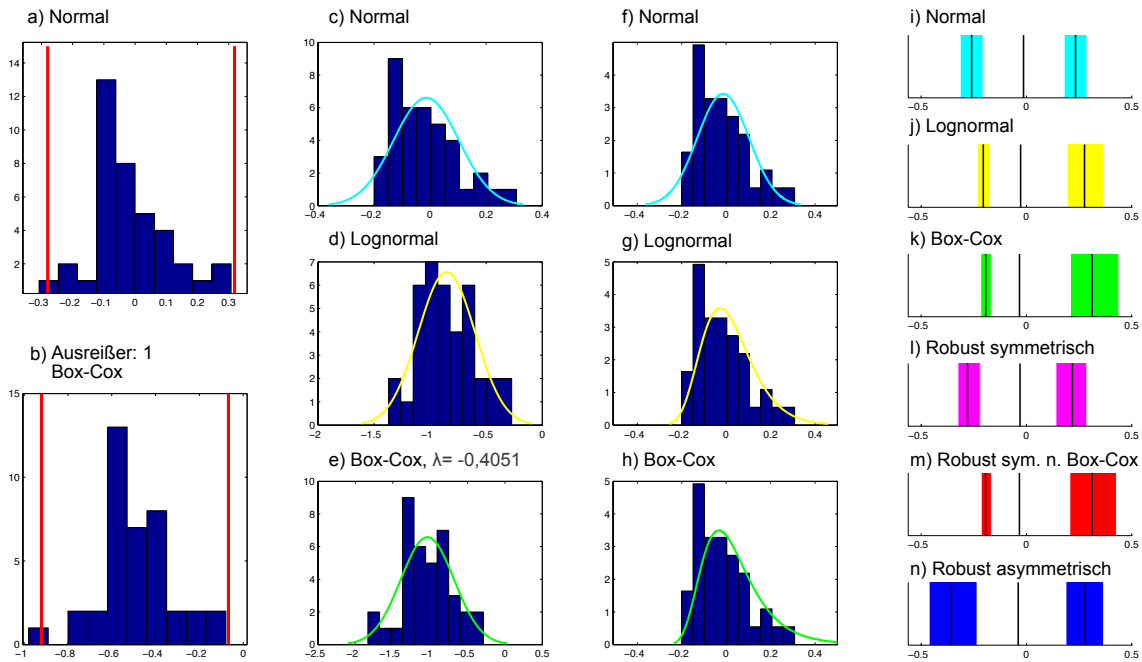 a) Normal
14
12
10
8
6
4
2
−0.3 −0.2 −0.1 0 0.1 0.2 0.3
b) Ausreißer: 1
Box-Cox
15
10
5
0
−1 −0.8 −0.6 −0.4 −0.2 0
c) Normal
10
8
6
4
2
0
−0.4 −0.2 0 0.2 0.4
d) Lognormal
7
6
5
4
3
2
1
0
−2 −1.5 −1 −0.5 0
e) Box-Cox, λ= -0,4051
10
8
6
4
2
0
−2.5 −2 −1.5 −1 −0.5 0 0.5
f) Normal
5
4
3
2
1
0
−0.4 −0.2 0 0.2 0.4
g) Lognormal
5
4
3
2
1
0
−0.4 −0.2 0 0.2 0.4
h) Box-Cox
5
4
3
2
1
0
−0.4 −0.2 0 0.2 0.4
i) Normal
−0.5 0 0.5
j) Lognormal
−0.5 0 0.5
k) Box-Cox
−0.5 0 0.5
l) Robust symmetrisch
−0.5 0 0.5
m) Robust sym. n. Box-Cox
−0.5 0 0.5
n) Robust asymmetrisch
−0.5 0 0.5